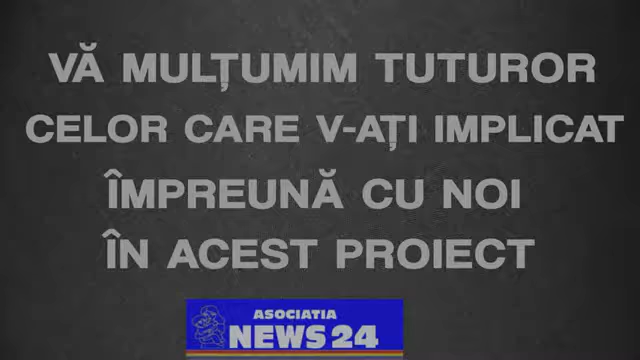 VĂ MULȚUMIM TUTUROR
CELOR CARE V-AȚI IMPLICAT
ÎMPREUNĂ CU NOI
ÎN ACEST PROIECT
ASOCIATIA
NEWS 24